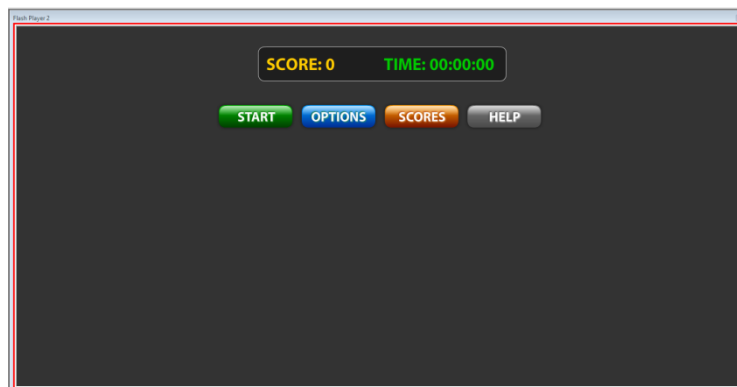 Flash Player 2
SCORE: 0 TIME: 00:00:00
START OPTIONS SCORES HELP